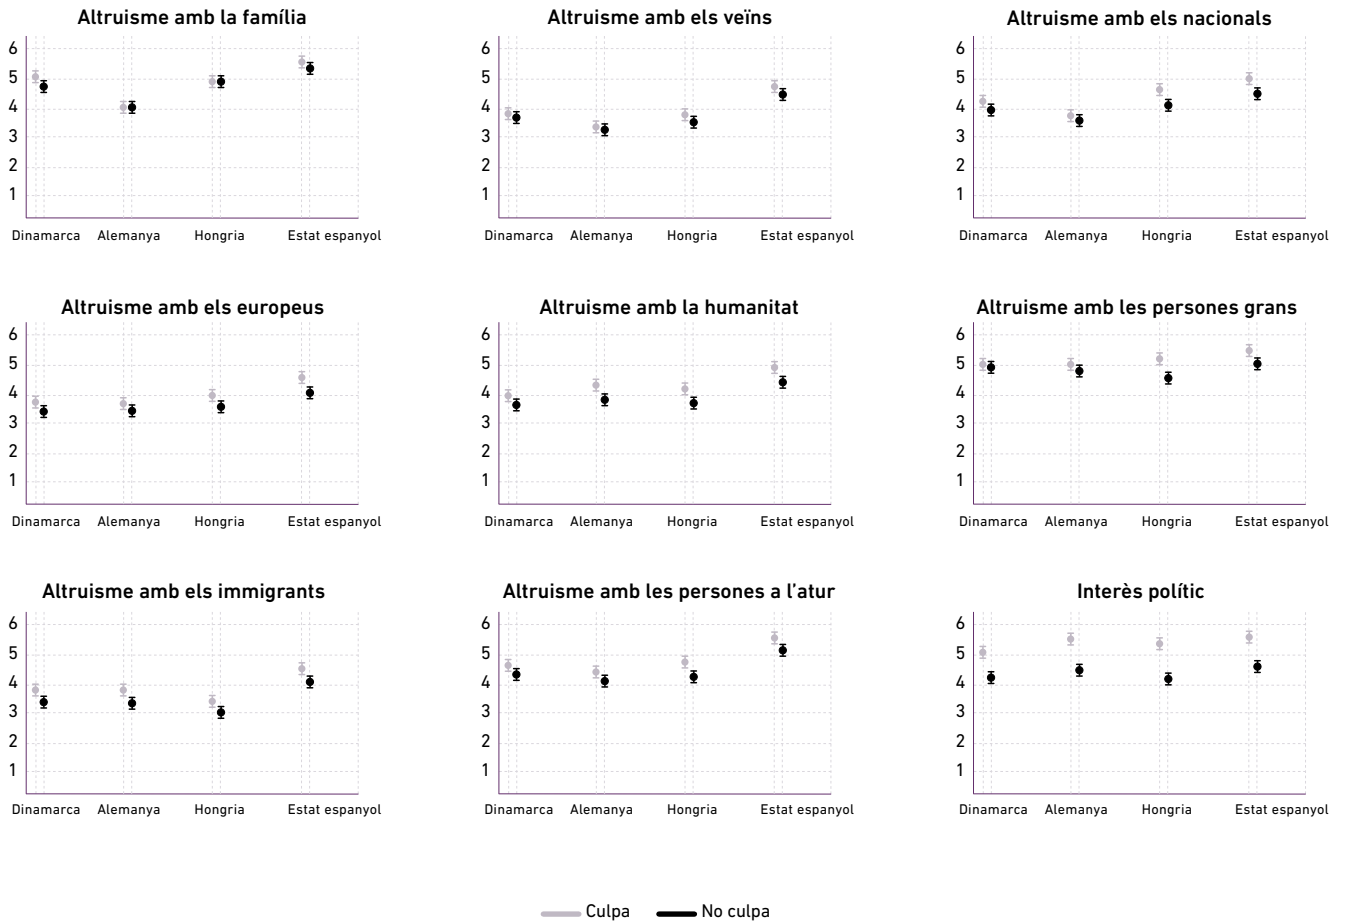 Altruisme amb la família
6
5
4
3
2
1
Dinamarca Alemanya Hongria Estat espanyol
Altruisme amb els veïns
6
5
4
3
2
1
Dinamarca Alemanya Hongria Estat espanyol
Altruisme amb els nacionals
6
5
4
3
2
1
Dinamarca Alemanya Hongria Estat espanyol
Altruisme amb els europeus
6
5
4
3
2
1
Dinamarca Alemanya Hongria Estat espanyol
Altruisme amb la humanitat
6
5
4
3
2
1
Dinamarca Alemanya Hongria Estat espanyol
Altruisme amb les persones grans
6
5
4
3
2
1
Dinamarca Alemanya Hongria Estat espanyol
Altruisme amb els immigrants
6
5
4
3
2
1
Dinamarca Alemanya Hongria Estat espanyol
Altruisme amb les persones a l’atur
6
5
4
3
2
1
Dinamarca Alemanya Hongria Estat espanyol
Interès polític
6
5
4
3
2
1
Dinamarca Alemanya Hongria Estat espanyol
Culpa No culpa